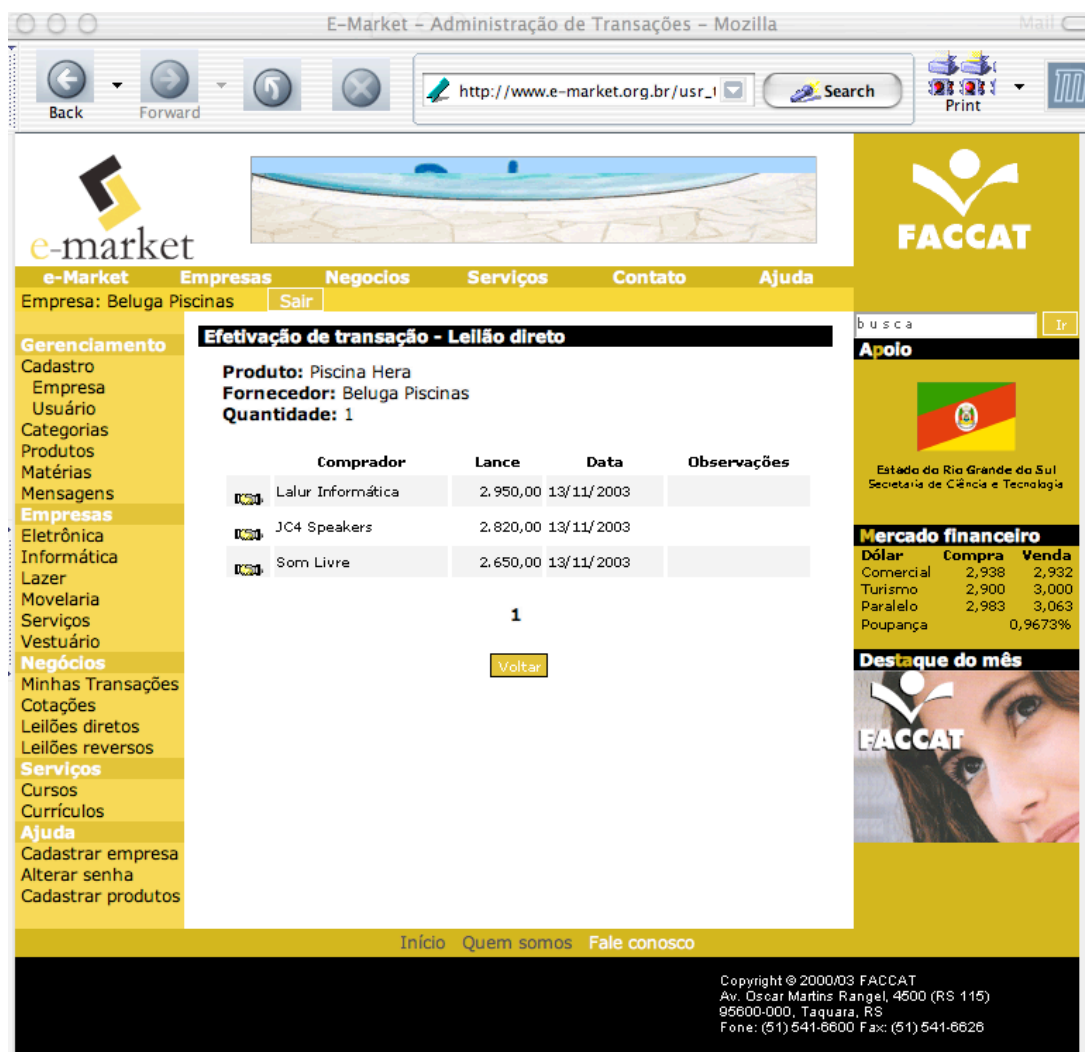 E-Market – Administração de Transações – Mozilla
Mail
Back
Forward
http://www.e-market.org.br/usr_t
Search
Print
e-market
FACCAT
e-Market Empresas Negocios Serviços Contato Ajuda
Empresa: Beluga Piscinas Sair
busca Ir
Gerenciamento
Cadastro
Empresa
Usuário
Categorias
Produtos
Matérias
Mensagens
Empresas
Eletrônica
Informática
Lazer
Movelaria
Serviços
Vestuário
Negócios
Minhas Transações
Cotações
Leilões diretos
Leilões reversos
Serviços
Cursos
Currículos
Ajuda
Cadastrar empresa
Alterar senha
Cadastrar produtos
Efetivação de transação - Leilão direto
Produto: Piscina Hera
Fornecedor: Beluga Piscinas
Quantidade: 1
Comprador Lance Data Observações
Lalur Informática 2.950,00 13/11/2003
JC4 Speakers 2.820,00 13/11/2003
Som Livre 2.650,00 13/11/2003
1
Voltar
Apoio
Estado do Rio Grande do Sul
Secretaria de Ciência e Tecnologia
Mercado financeiro
Dólar Compra Venda
Comercial 2,938 2,932
Turismo 2,900 3,000
Paralelo 2,983 3,063
Poupança 0,9673%
Destaque do mês
FACCAT
Início Quem somos Fale conosco
Copyright © 2000/03 FACCAT
Av. Oscar Martins Rangel, 4500 (RS 115)
95600-000, Taquara, RS
Fone: (51) 541-6600 Fax: (51) 541-6626